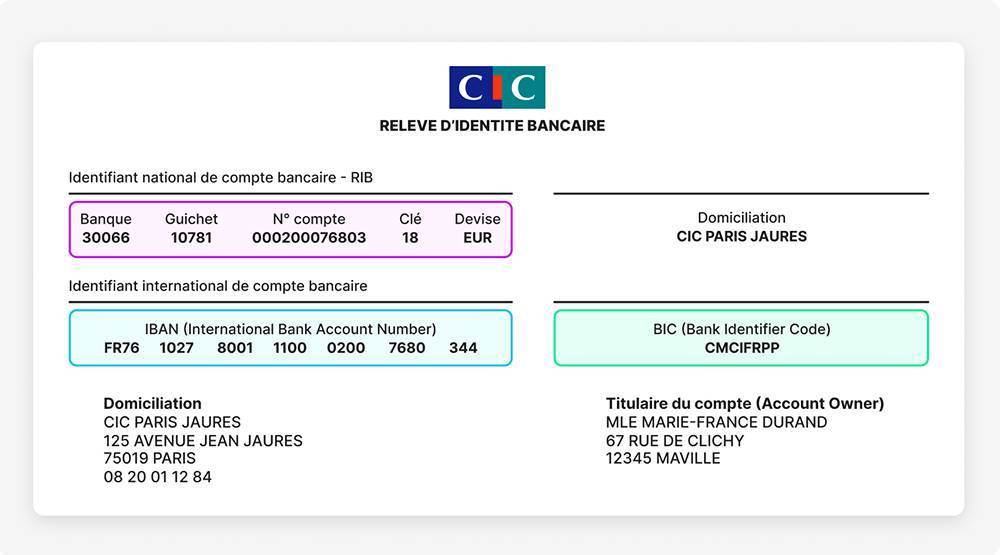 CIC
RELEVE D'IDENTITE BANCAIRE
Identifiant national de compte bancaire - RIB
Banque Guichet N° compte Clé Devise
30066 10781 000200076803 18 EUR
Domiciliation
CIC PARIS JAURES
Identifiant international de compte bancaire
IBAN (International Bank Account Number)
FR76 1027 8001 1100 0200 7680 344
BIC (Bank Identifier Code)
CMCIFRPP
Domiciliation
CIC PARIS JAURES
125 AVENUE JEAN JAURES
75019 PARIS
08 20 01 12 84
Titulaire du compte (Account Owner)
MLE MARIE-FRANCE DURAND
67 RUE DE CLICHY
12345 MAVILLE